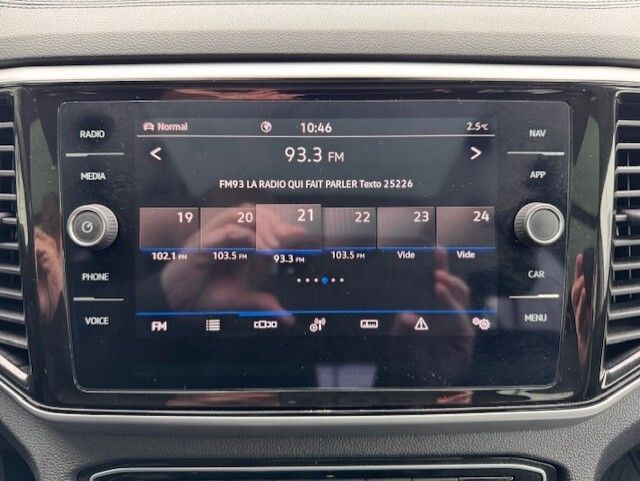 RADIO
MEDIA
PHONE
VOICE
Normal 10:46 2.5°C
93.3 FM
FM93 LA RADIO QUI FAIT PARLER Texto 25226
19 20 21 22 23 24
102.1 FM 103.5 FM 93.3 FM 103.5 FM Vide Vide
FM
NAV
APP
CAR
MENU